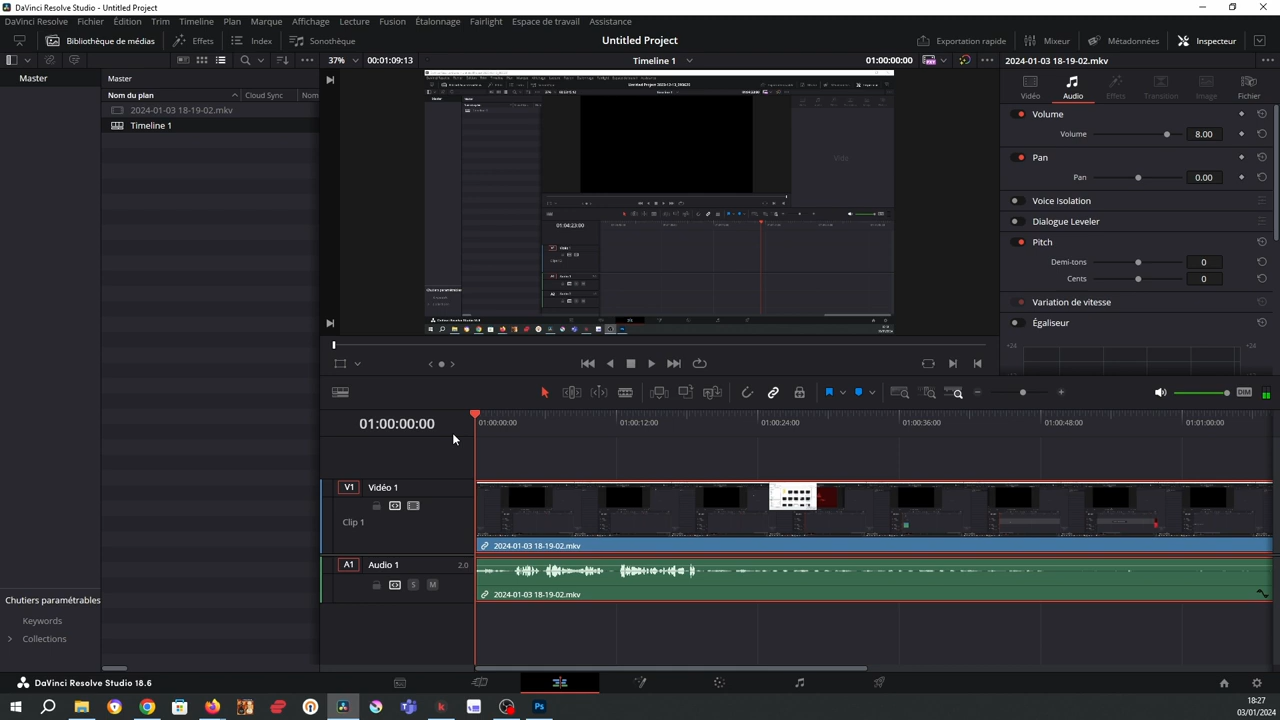 DaVinci Resolve Studio - Untitled Project
DaVinci Resolve Fichier Édition Trim Timeline Plan Marque Affichage Lecture Fusion Étalonnage Fairlight Espace de travail Assistance
Bibliothèque de médias Effets Index Sonothèque Untitled Project Exportation rapide Mixeur Métadonnées Inspecteur
37% 00:01:09:13 Timeline 1 01:00:00:00 2024-01-03 18-19-02.mkv
Master Master
Nom du plan Cloud Sync Nom
2024-01-03 18-19-02.mkv
Timeline 1
Vidéo Audio Effets Transition Image Fichier
Volume
Volume 8.00
Pan
Pan 0.00
Voice Isolation
Dialogue Leveler
Pitch
Demi-tons 0
Cents 0
Variation de vitesse
Égaliseur
+24 +24
01:04:23:00
DIM
01:00:00:00
01:00:00:00 01:00:12:00 01:00:24:00 01:00:36:00 01:00:48:00 01:01:00:00
V1 Vidéo 1
Clip 1
2024-01-03 18-19-02.mkv
A1 Audio 1 2.0
S M
2024-01-03 18-19-02.mkv
Chutiers paramétrables
Keywords
Collections
DaVinci Resolve Studio 18.6
18:27
03/01/2024